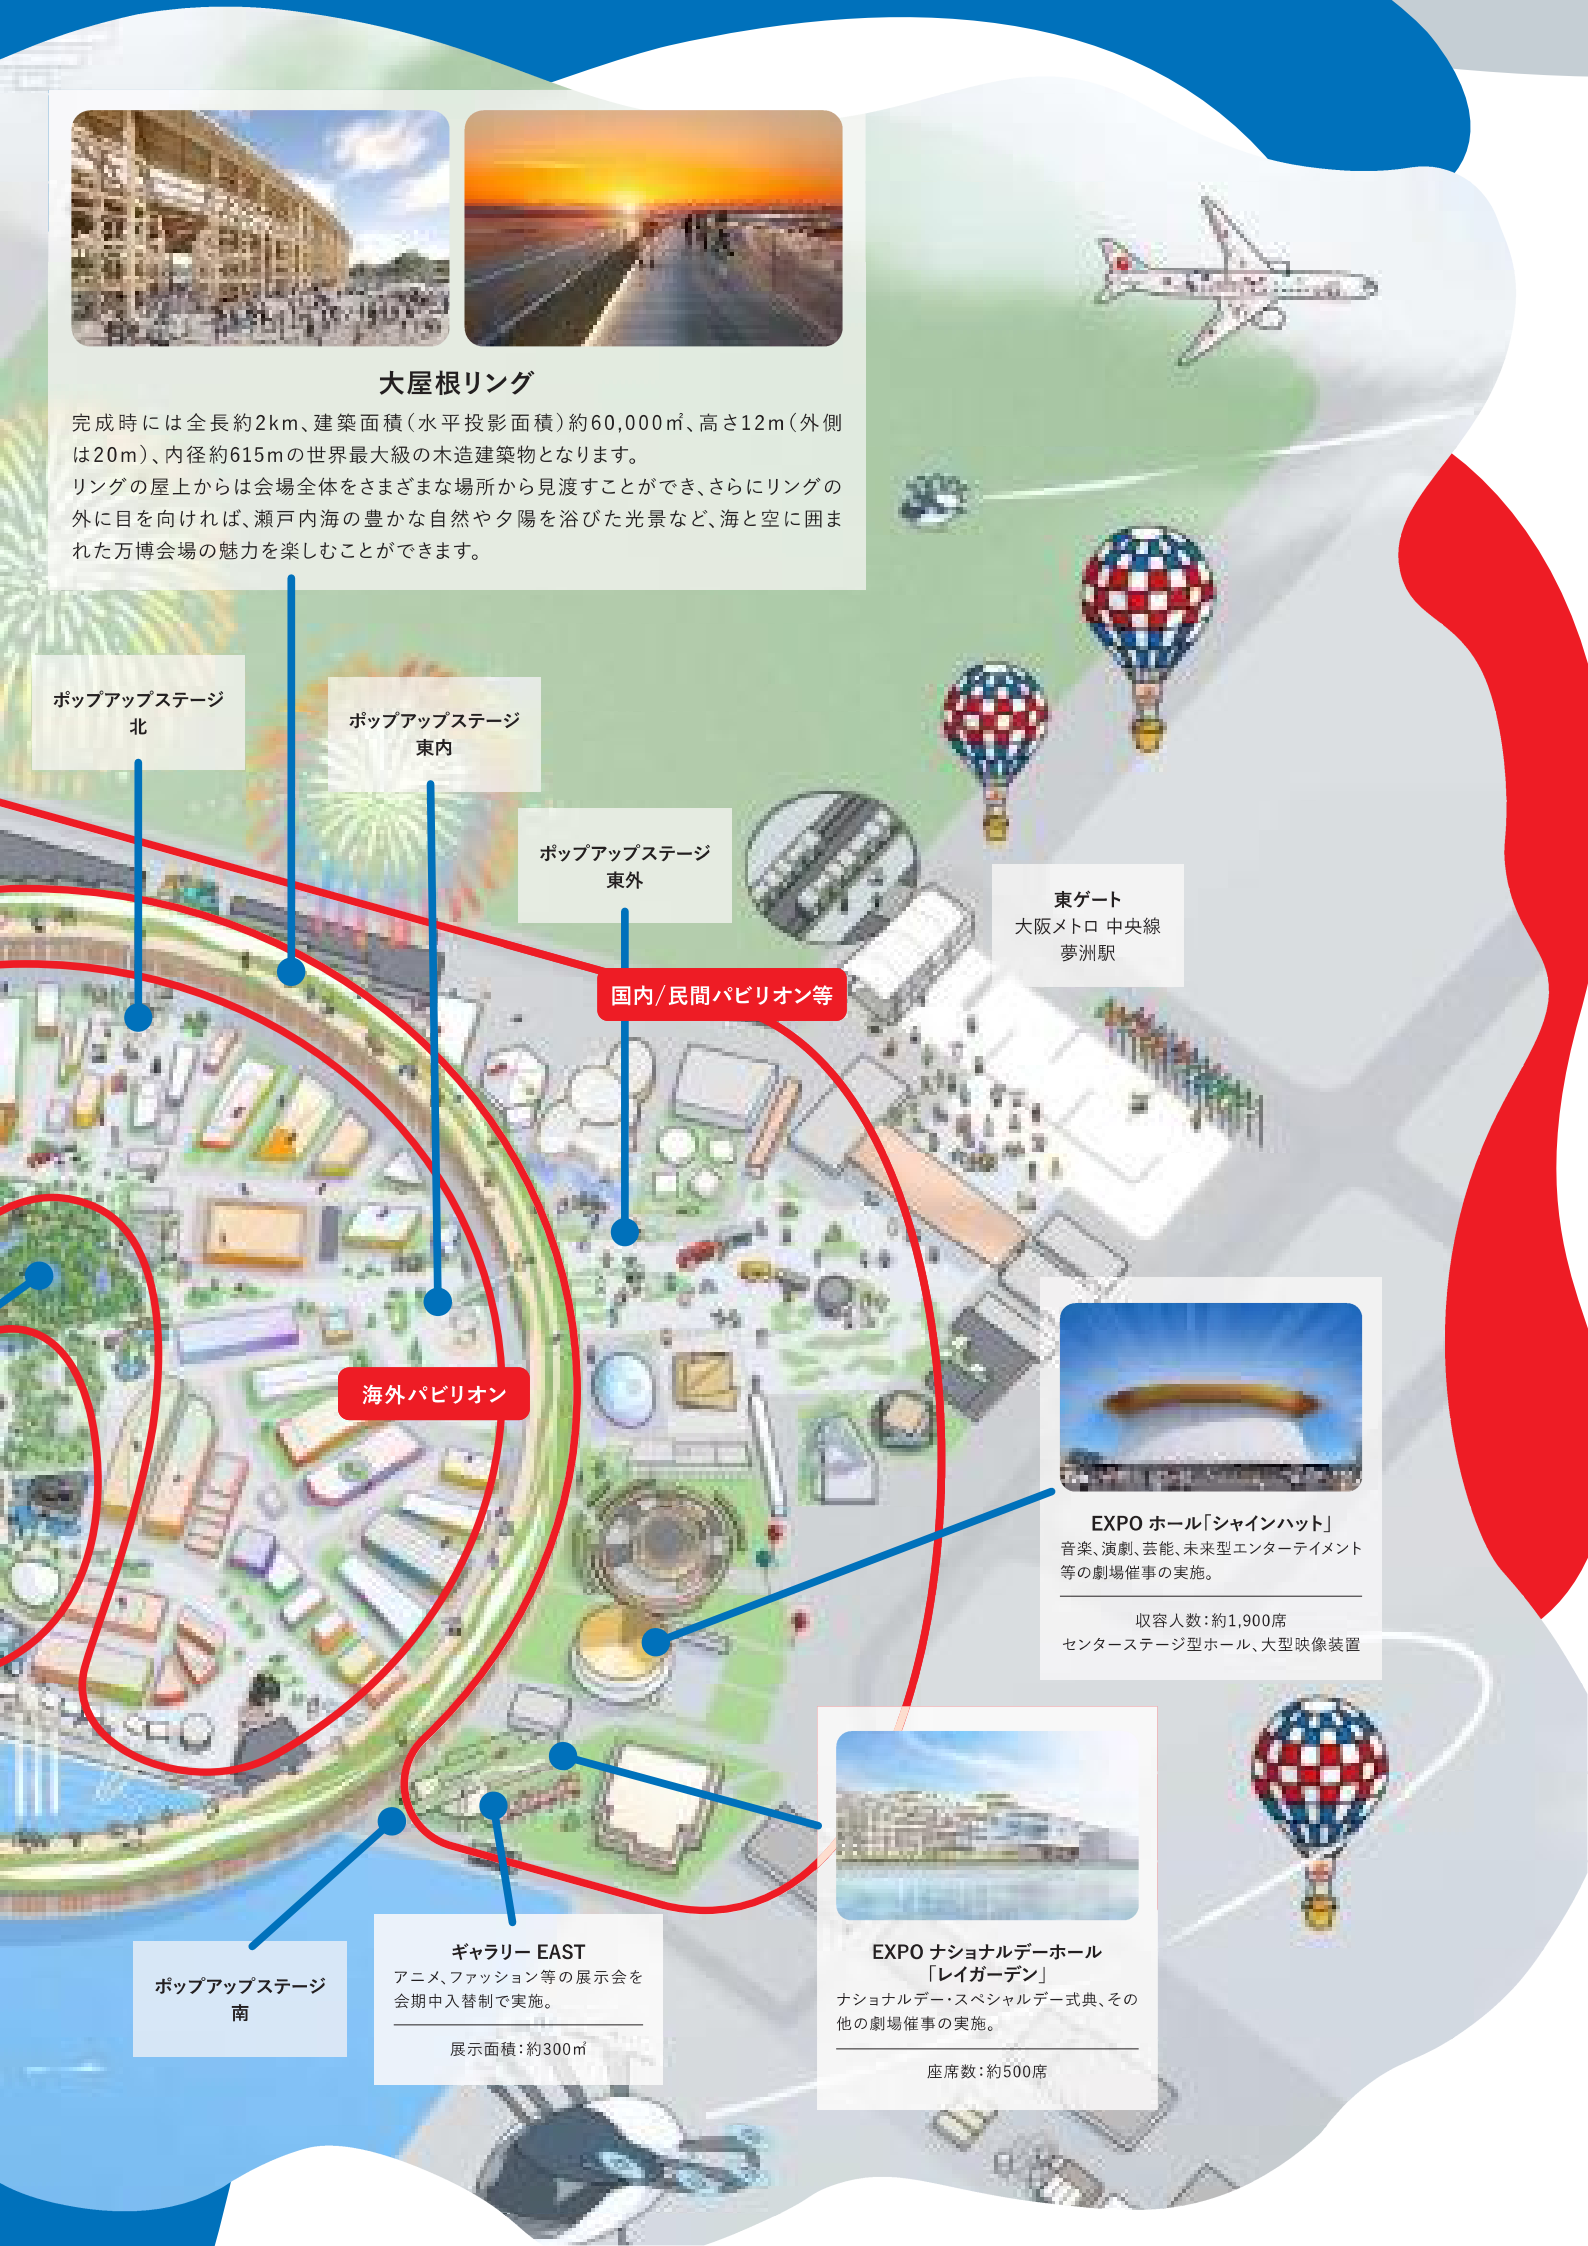 大屋根リング
完成時には全長約2km、建築面積（水平投影面積）約60,000㎡、高さ12m（外側
は20m）、内径約615mの世界最大級の木造建築物となります。
リングの屋上からは会場全体をさまざまな場所から見渡すことができ、さらにリングの
外に目を向ければ、瀬戸内海の豊かな自然や夕陽を浴びた光景など、海と空に囲ま
れた万博会場の魅力を楽しむことができます。
ポップアップステージ
北
ポップアップステージ
東内
ポップアップステージ
東外
東ゲート
大阪メトロ 中央線
夢洲駅
国内/民間パビリオン等
海外パビリオン
EXPO ホール「シャインハット」
音楽、演劇、芸能、未来型エンターテイメント
等の劇場催事の実施。
収容人数：約1,900席
センターステージ型ホール、大型映像装置
EXPO ナショナルデーホール
「レイガーデン」
ナショナルデー・スペシャルデー式典、その
他の劇場催事の実施。
座席数：約500席
ギャラリー EAST
アニメ、ファッション等の展示会を
会期中入替制で実施。
展示面積：約300㎡
ポップアップステージ
南